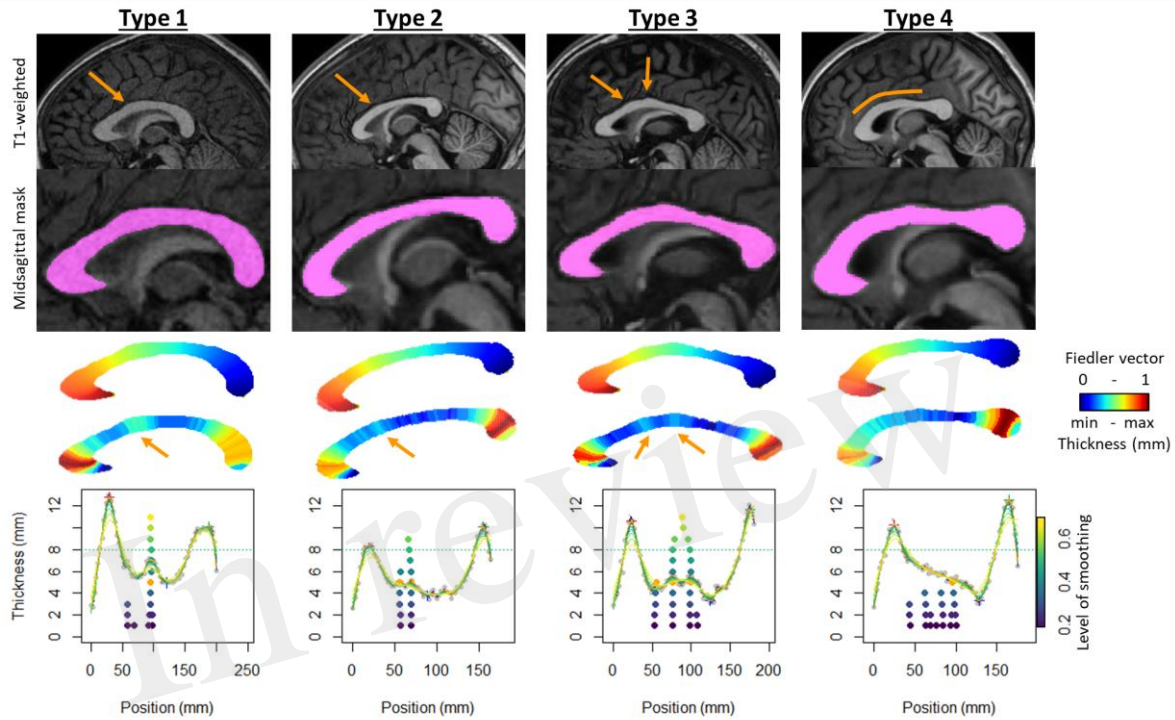 Type 1 Type 2 Type 3 Type 4
T1-weighted
Midsagittal mask
Fiedler vector
0 - 1
min - max
Thickness (mm)
In review
Thickness (mm)
12
8
6
4
2
0
0 50 100 150 200
Position (mm)
12
8
6
4
2
0
0 50 100 150
Position (mm)
12
8
6
4
2
0
0 50 100 150 200
Position (mm)
12
8
6
4
2
0
0 50 100 150
Position (mm)
0.6
0.4
0.2
Level of smoothing